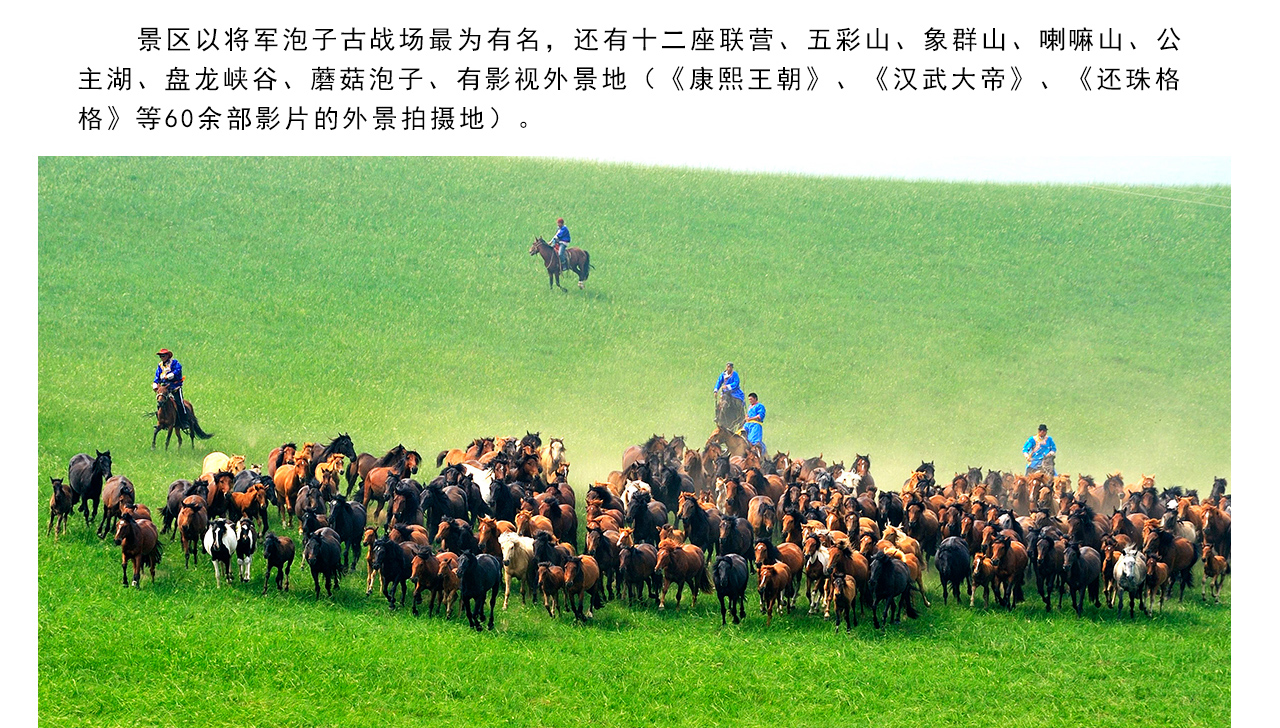 景区以将军泡子古战场最为有名，还有十二座联营、五彩山、象群山、喇嘛山、公
主湖、盘龙峡谷、蘑菇泡子、有影视外景地（《康熙王朝》、《汉武大帝》、《还珠格
格》等60余部影片的外景拍摄地）。